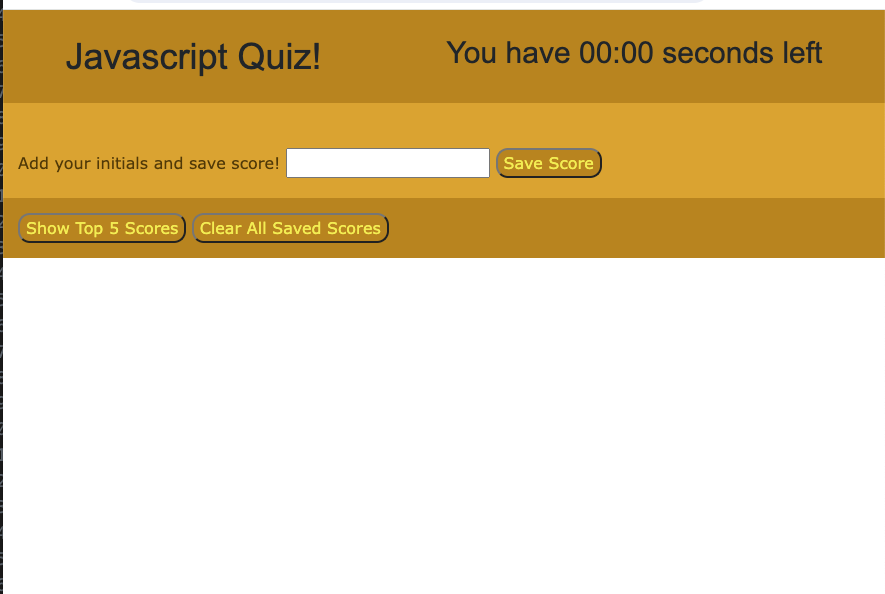 Javascript Quiz!
You have 00:00 seconds left
Add your initials and save score! Save Score
Show Top 5 Scores Clear All Saved Scores